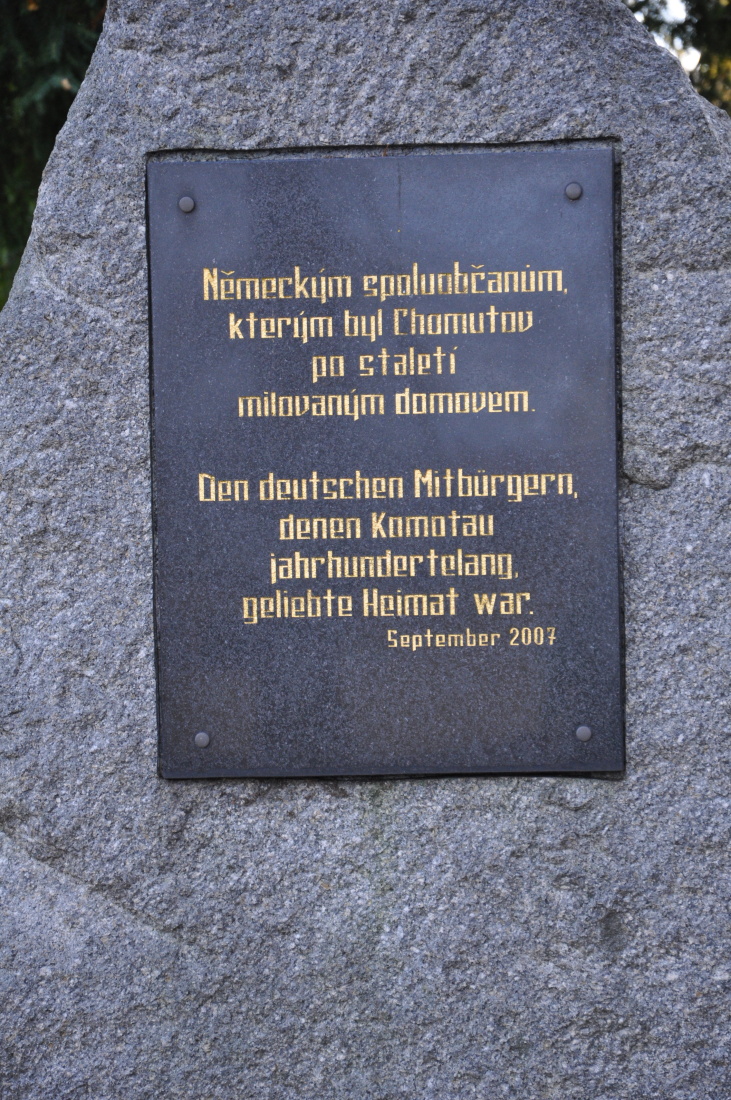 Německým spoluobčanům,
kterým byl Chomutov
po staletí
milovaným domovem.
Den deutschen Mitbürgern,
denen Komotau
jahrhundertelang,
geliebte Heimat war.
September 2007